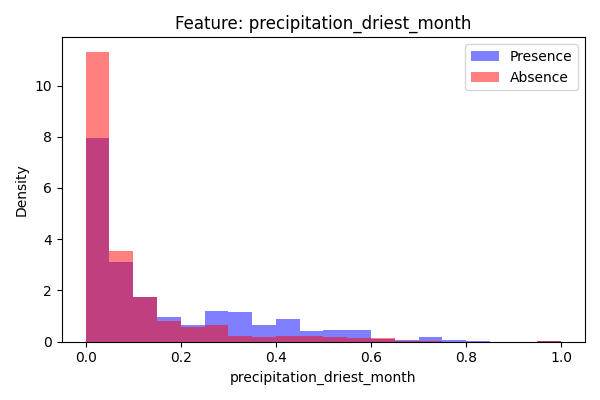 Feature: precipitation_driest_month
Presence
Absence
Density
10
8
6
4
2
0
0.0 0.2 0.4 0.6 0.8 1.0
precipitation_driest_month